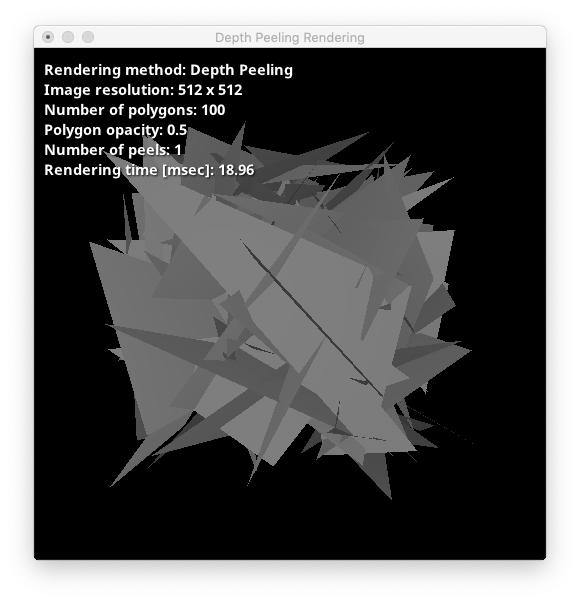 Depth Peeling Rendering
Rendering method: Depth Peeling
Image resolution: 512 x 512
Number of polygons: 100
Polygon opacity: 0.5
Number of peels: 1
Rendering time [msec]: 18.96